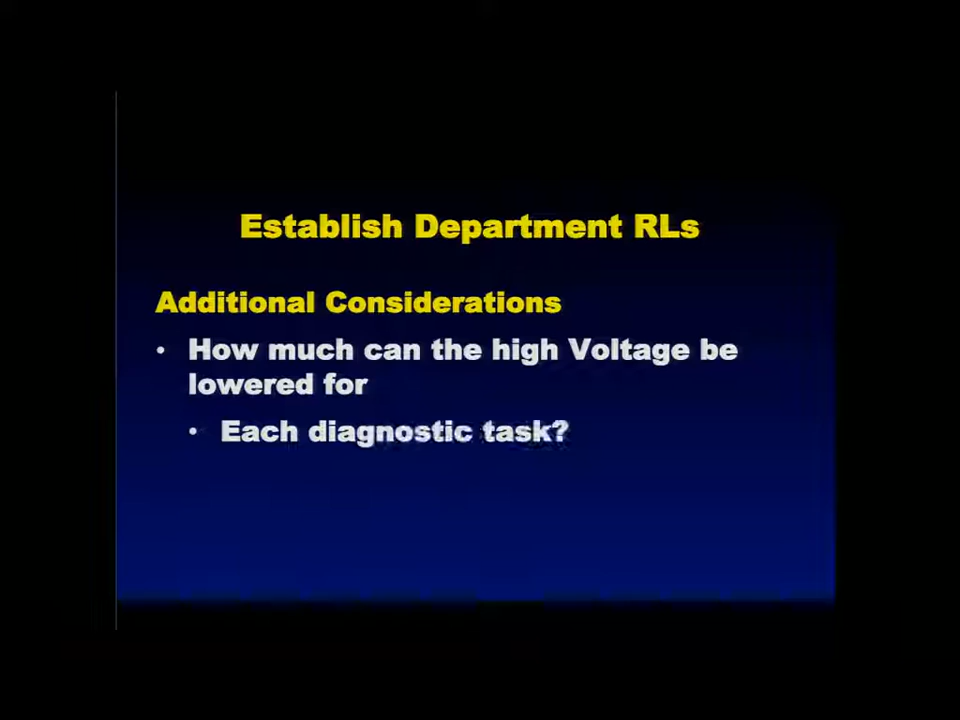 Establish Department RLs
Additional Considerations
• How much can the high Voltage be
lowered for
• Each diagnostic task?